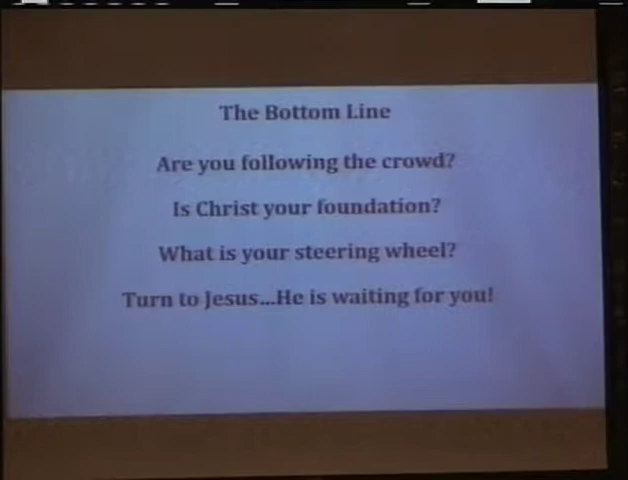 The Bottom Line
Are you following the crowd?
Is Christ your foundation?
What is your steering wheel?
Turn to Jesus...He is waiting for you!